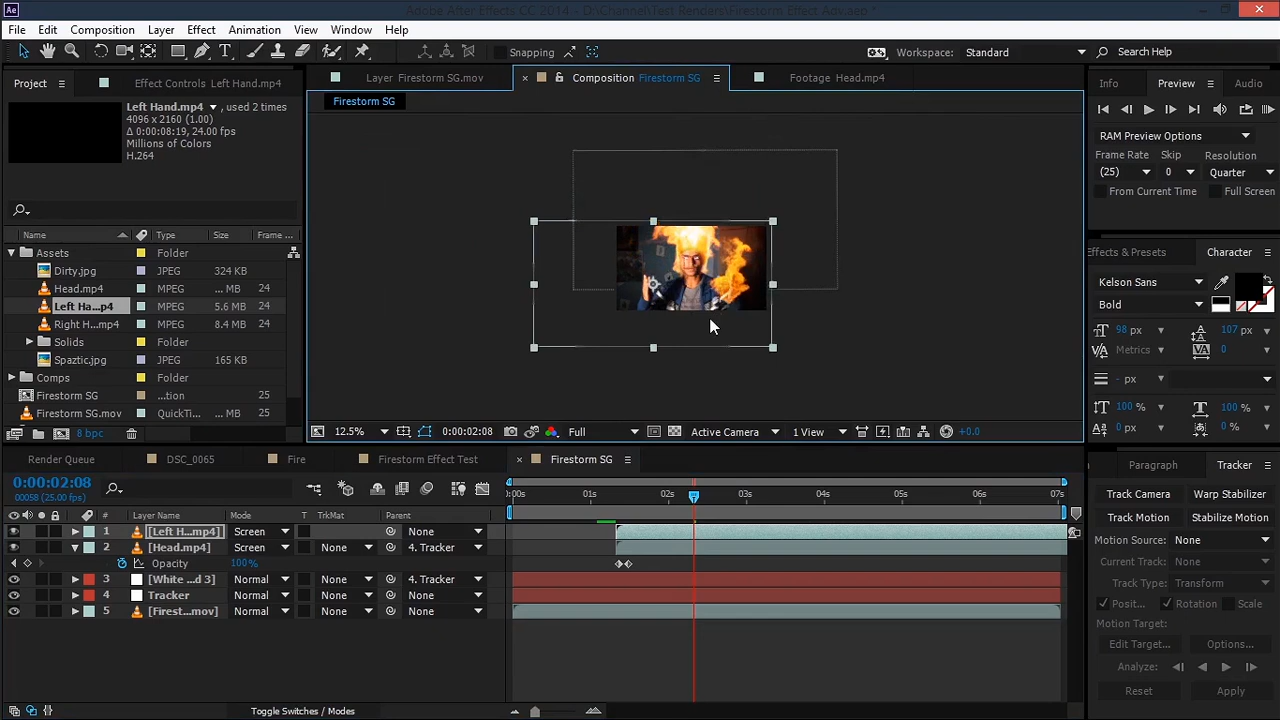 Ae
Adobe After Effects CC 2014 - D:\Channel\Test Renders\Firestorm Effect Adv.aep *
File Edit Composition Layer Effect Animation View Window Help
Snapping Workspace: Standard Search Help
Project Effect Controls Left Hand.mp4 Layer Firestorm SG.mov Composition Firestorm SG Footage Head.mp4 Info Preview Audio
Left Hand.mp4 , used 2 times
4096 x 2160 (1.00)
Δ 0:00:08:19, 24.00 fps
Millions of Colors
H.264
Firestorm SG
RAM Preview Options
Frame Rate Skip Resolution
(25) (0) Quarter
From Current Time Full Screen
Name Type Size Frame...
Assets Folder
Dirty.jpg JPEG 324 KB
Head.mp4 MPEG ... MB 24
Left Ha...p4 MPEG 5.6 MB 24
Right H...mp4 MPEG 8.4 MB 24
Solids Folder
Spaztic.jpg JPEG 165 KB
Comps Folder
Firestorm SG ...tion 25
Firestorm SG.mov QuickTi... ... MB 25
8 bpc
Effects & Presets Character
Kelson Sans
Bold
98 px 107 px
Metrics 0
- px
100 % 100 %
0 px 0 %
12.5% 0:00:02:08 Full Active Camera 1 View +0.0
Render Queue DSC_0065 Fire Firestorm Effect Test Firestorm SG
0:00:02:08
00058 (25.00 fps)
:00s 01s 02s 03s 04s 05s 06s 07s
# Layer Name Mode T TrkMat Parent
1 [Left H...mp4] Screen None
2 [Head.mp4] Screen None 4. Tracker
Opacity 100%
3 [White ...d 3] Normal None 4. Tracker
4 Tracker Normal None None
5 [Firest...mov] Normal None None
Toggle Switches / Modes
Paragraph Tracker
Track Camera Warp Stabilizer
Track Motion Stabilize Motion
Motion Source: None
Current Track: None
Track Type: Transform
Posit... Rotation Scale
Motion Target:
Edit Target... Options...
Analyze:
Reset Apply